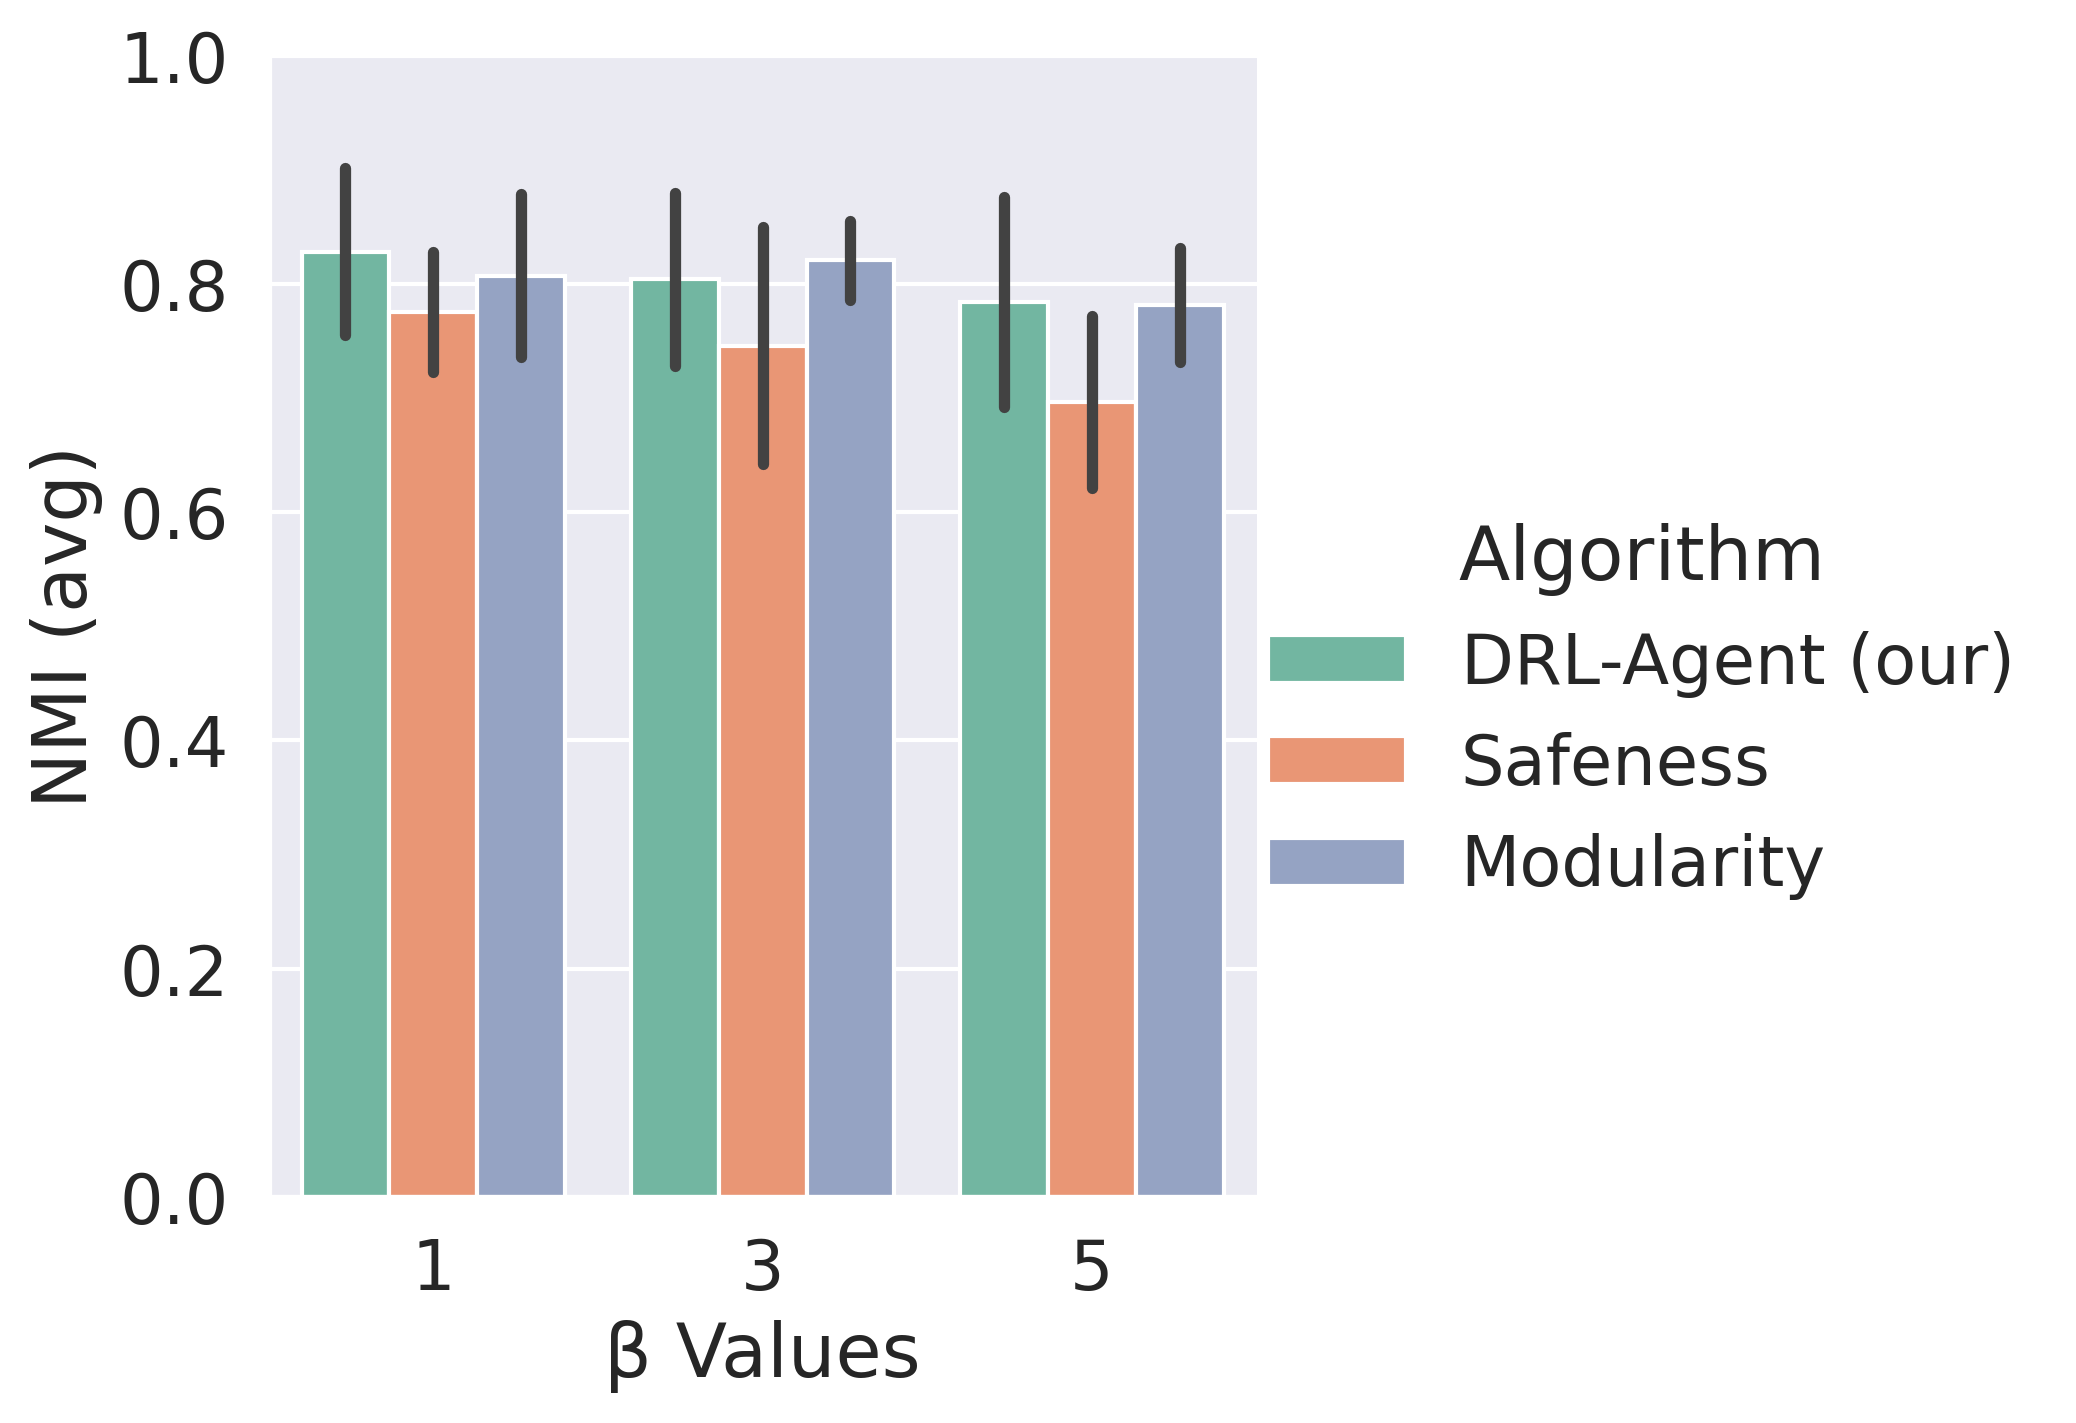 1.0
0.8
0.6
0.4
0.2
0.0
NMI (avg)
1 3 5
β Values
Algorithm
DRL-Agent (our)
Safeness
Modularity